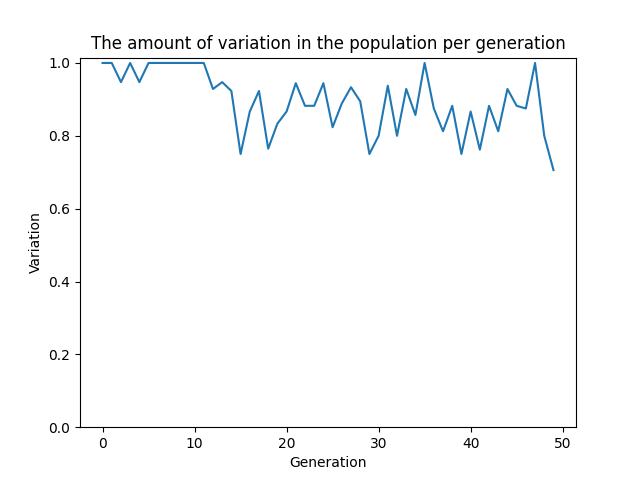 The amount of variation in the population per generation
1.0
0.8
0.6
0.4
0.2
0.0
Variation
0 10 20 30 40 50
Generation